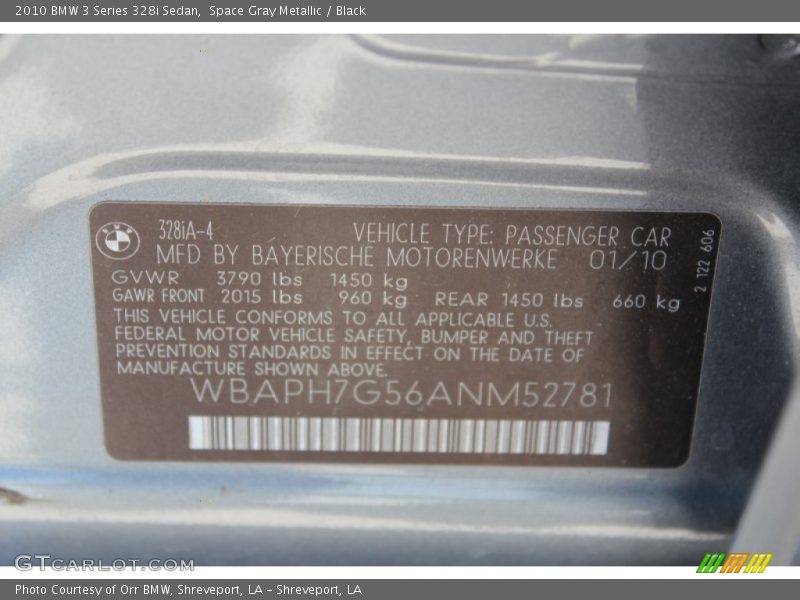 2010 BMW 3 Series 328i Sedan,  Space Gray Metallic / Black
328iA-4 VEHICLE TYPE: PASSENGER CAR
MFD BY BAYERISCHE MOTORENWERKE 01/10
GVWR 3790 lbs 1450 kg
GAWR FRONT 2015 lbs 960 kg REAR 1450 lbs 660 kg
THIS VEHICLE CONFORMS TO ALL APPLICABLE U.S.
FEDERAL MOTOR VEHICLE SAFETY, BUMPER AND THEFT
PREVENTION STANDARDS IN EFFECT ON THE DATE OF
MANUFACTURE SHOWN ABOVE.
WBAPH7G56ANM52781
2 122 606
GTCARLOT.COM
Photo Courtesy of Orr BMW, Shreveport, LA – Shreveport, LA